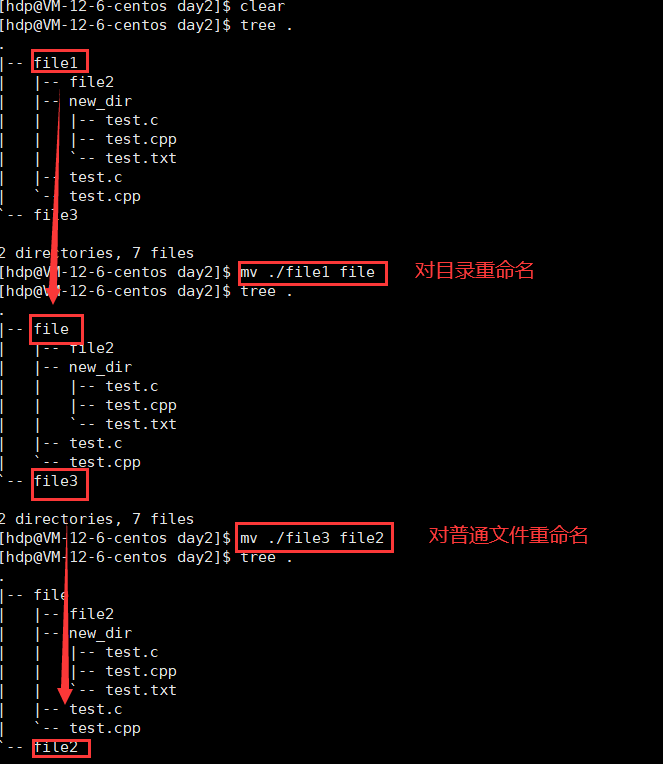 [hdp@VM-12-6-centos day2]$ clear
[hdp@VM-12-6-centos day2]$ tree .
.
|-- file1
|   |-- file2
|   |-- new_dir
|   |   |-- test.c
|   |   |-- test.cpp
|   |   `-- test.txt
|   |-- test.c
|   `-- test.cpp
`-- file3
2 directories, 7 files
[hdp@VM-12-6-centos day2]$ mv ./file1 file 对目录重命名
[hdp@VM-12-6-centos day2]$ tree .
.
|-- file
|   |-- file2
|   |-- new_dir
|   |   |-- test.c
|   |   |-- test.cpp
|   |   `-- test.txt
|   |-- test.c
|   `-- test.cpp
`-- file3
2 directories, 7 files
[hdp@VM-12-6-centos day2]$ mv ./file3 file2 对普通文件重命名
[hdp@VM-12-6-centos day2]$ tree .
.
|-- file
|   |-- file2
|   |-- new_dir
|   |   |-- test.c
|   |   |-- test.cpp
|   |   `-- test.txt
|   |-- test.c
|   `-- test.cpp
`-- file2